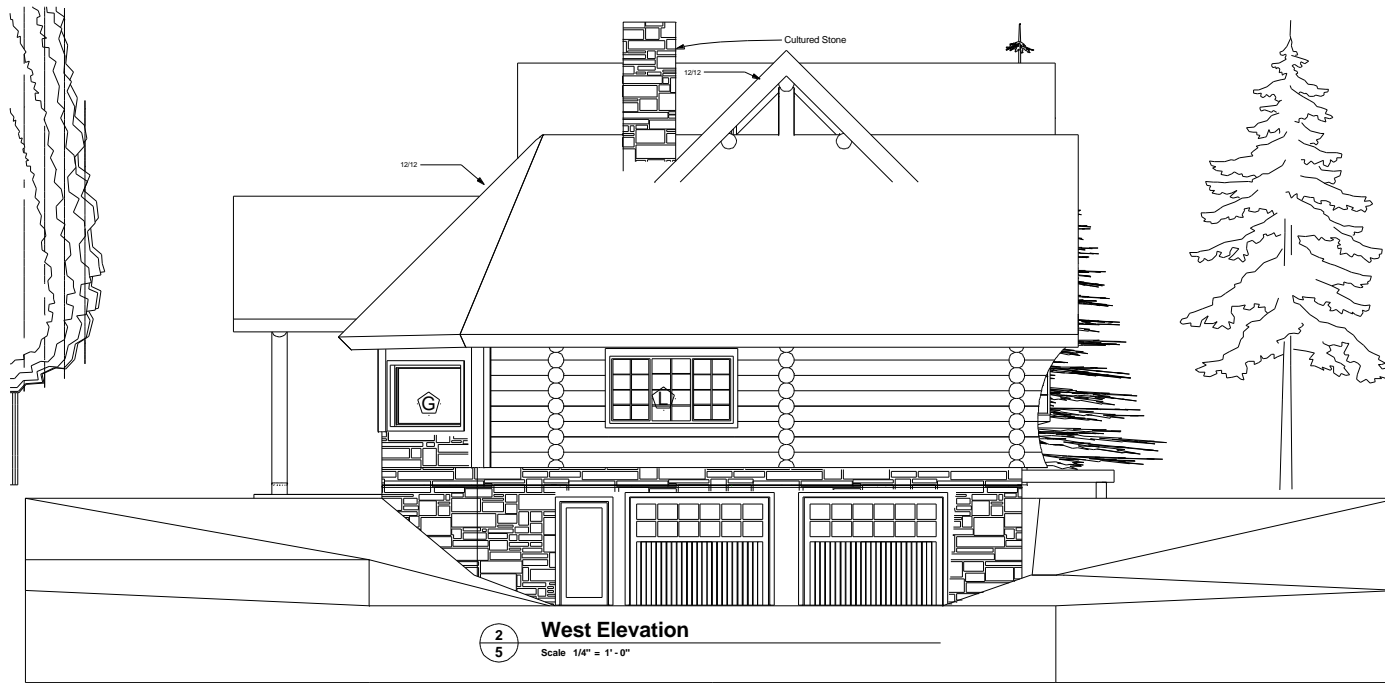 Cultured Stone
12/12
12/12
G
L
2
5
West Elevation
Scale 1/4" = 1' - 0"